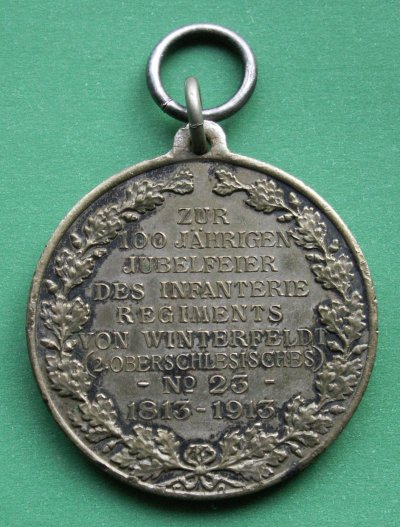 ZUR
100 JÄHRIGEN
JUBELFEIER
DES INFANTERIE
REGIMENTS
VON WINTERFELDT
(2.OBERSCHLESISCHES)
- No 23 -
1813-1913